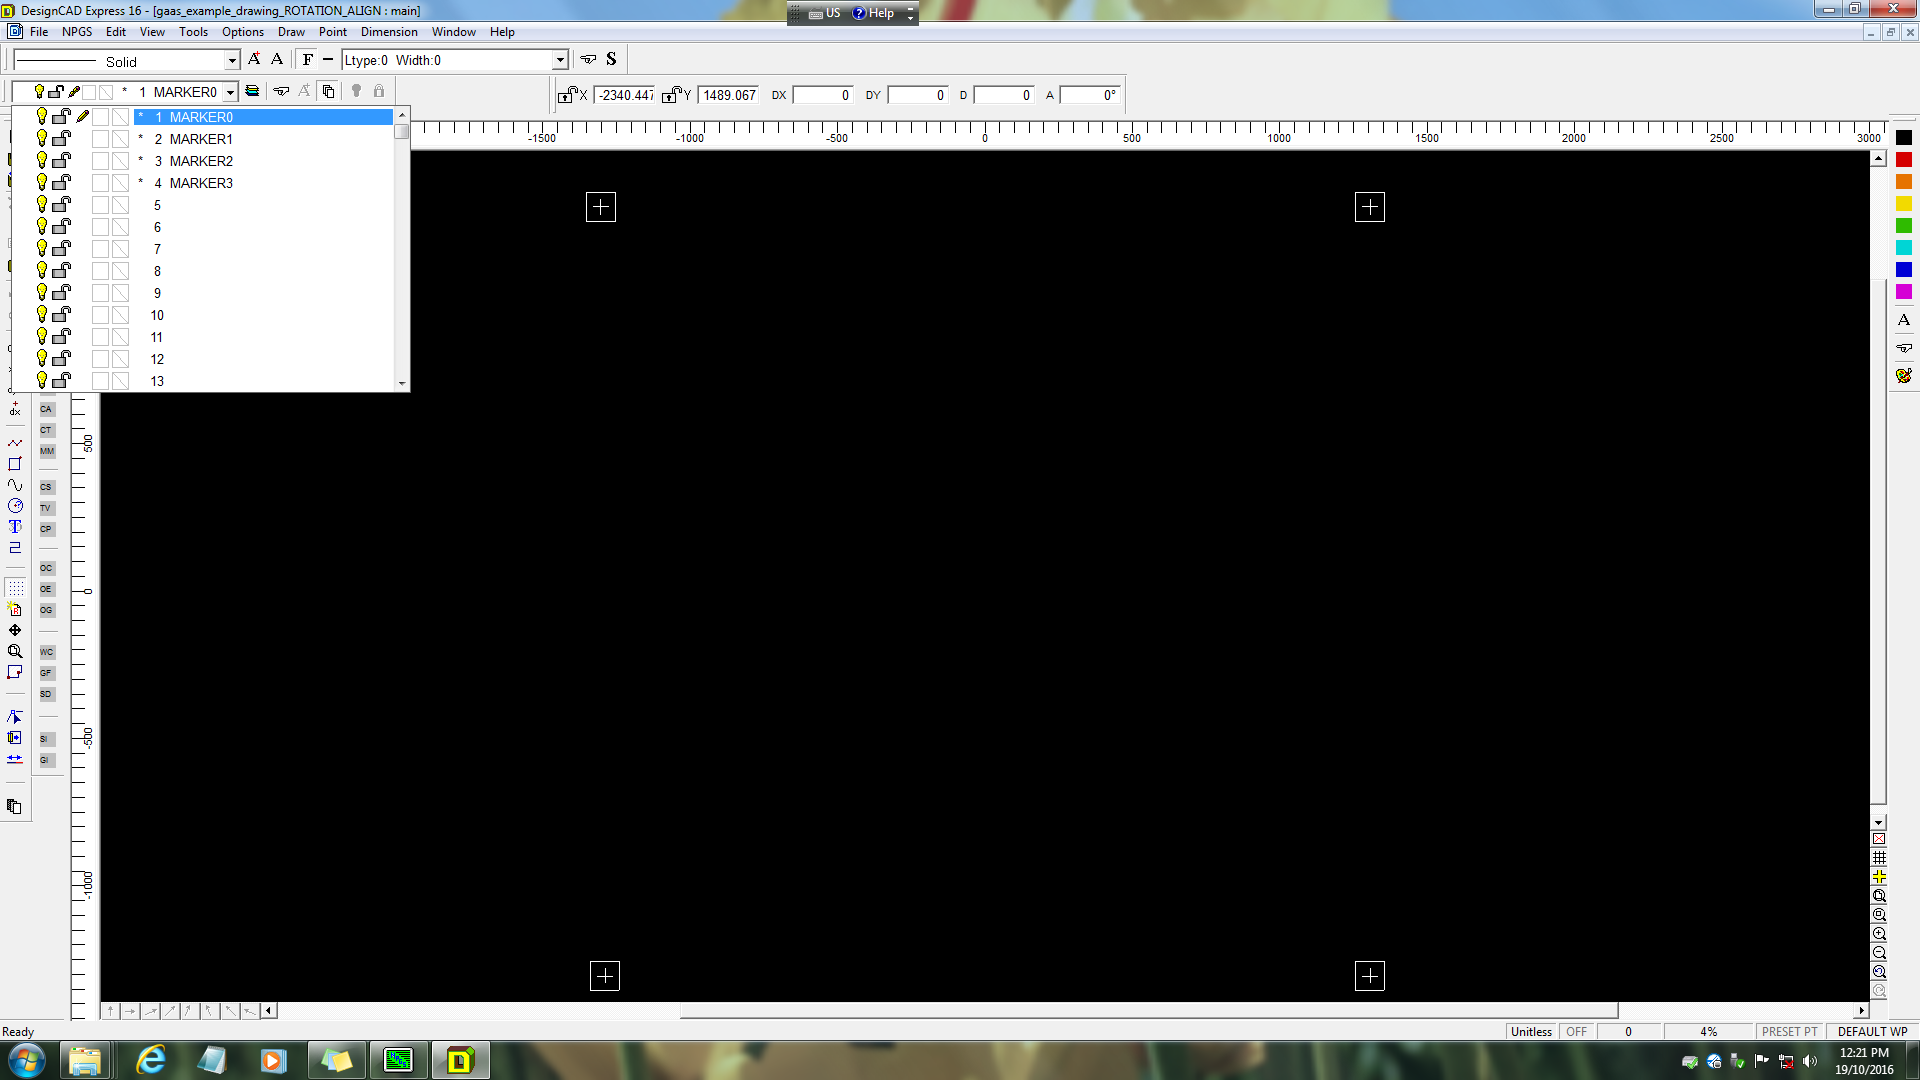 DesignCAD Express 16 - [gaas_example_drawing_ROTATION_ALIGN : main]
US Help
File NPGS Edit View Tools Options Draw Point Dimension Window Help
Solid A A F Ltype:0 Width:0 S
* 1 MARKER0
X -2340.447 Y 1489.067 DX 0 DY 0 D 0 A 0°
* 1 MARKER0
* 2 MARKER1
* 3 MARKER2
* 4 MARKER3
5
6
7
8
9
10
11
12
13
-1500 -1000 -500 0 500 1000 1500 2000 2500 3000
A
dx
CA
CT
MM
CS
TV
CP
OC
OE
OG
WC
GF
SD
SI
GI
500
0
-500
-1000
Ready
Unitless OFF 0 4% PRESET PT DEFAULT WP
12:21 PM
19/10/2016